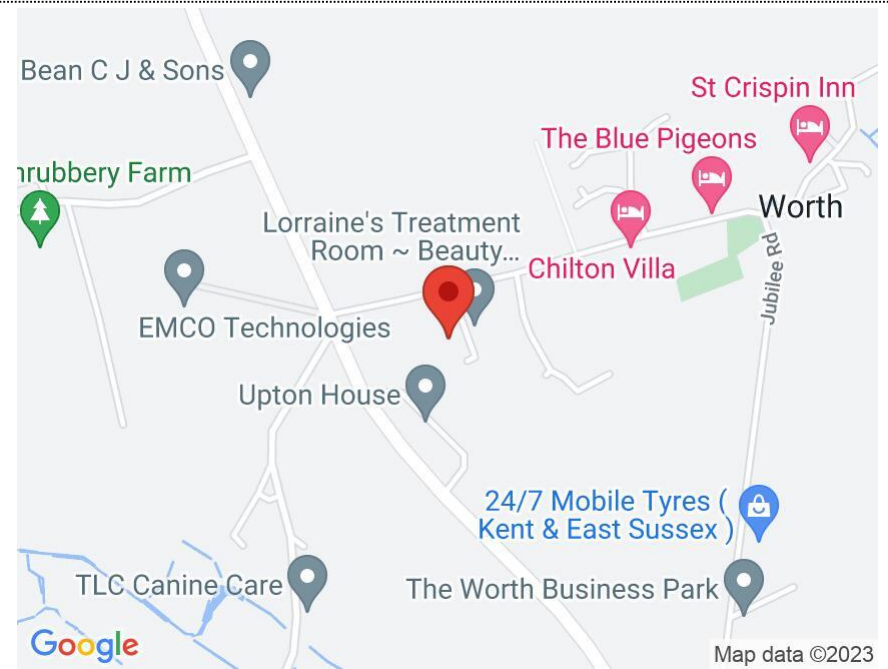 Bean C J & Sons
St Crispin Inn
The Blue Pigeons
hrubbery Farm
Worth
Lorraine's Treatment
Room ~ Beauty...
Chilton Villa
Jubilee Rd
EMCO Technologies
Upton House
24/7 Mobile Tyres (
Kent & East Sussex )
TLC Canine Care
The Worth Business Park
Google
Map data ©2023